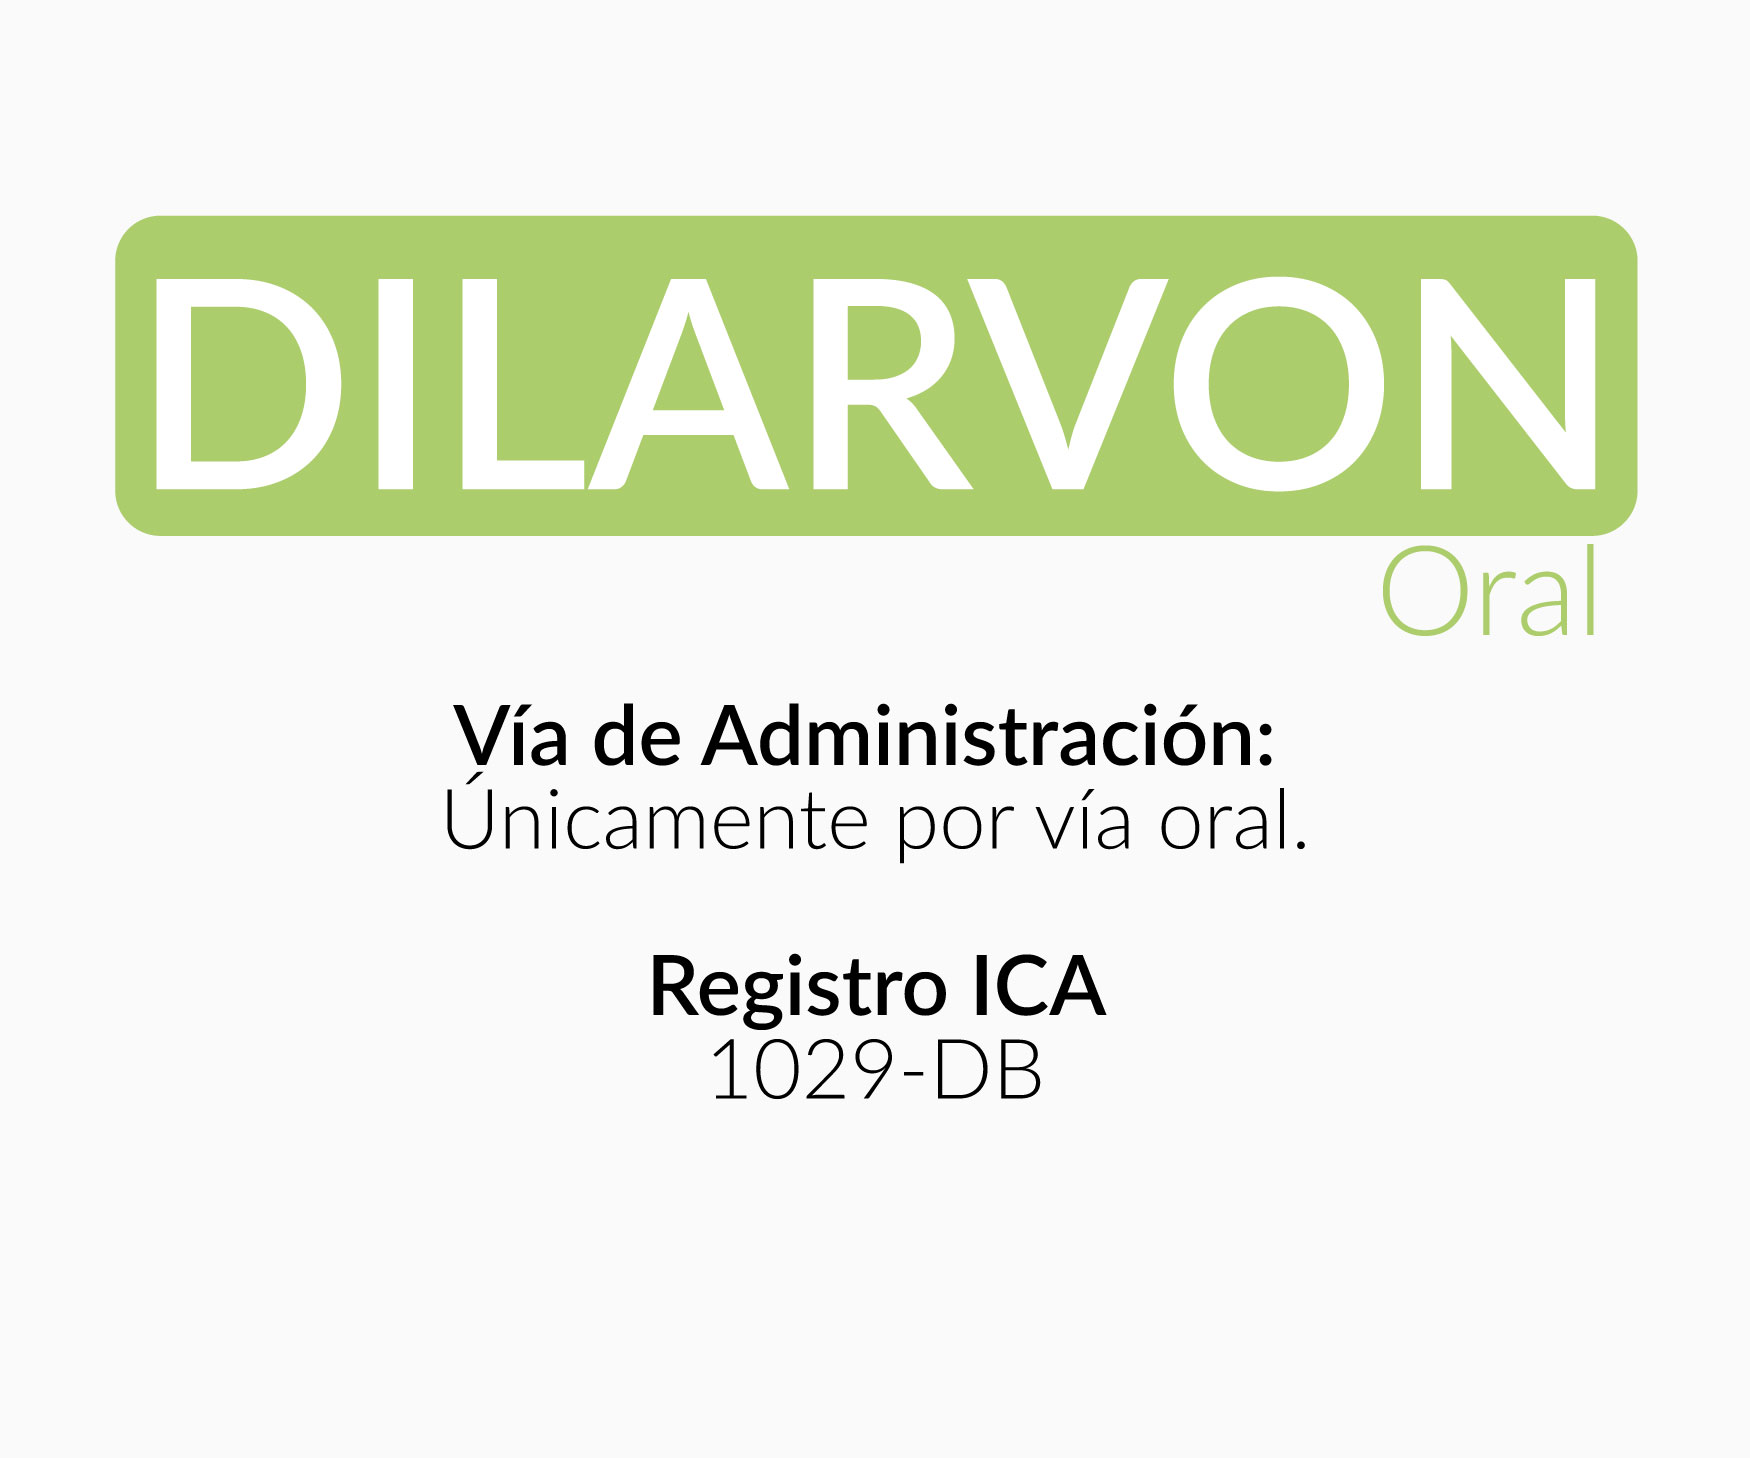 DILARVON
Oral
Vía de Administración:
Únicamente por vía oral.
Registro ICA
1029-DB